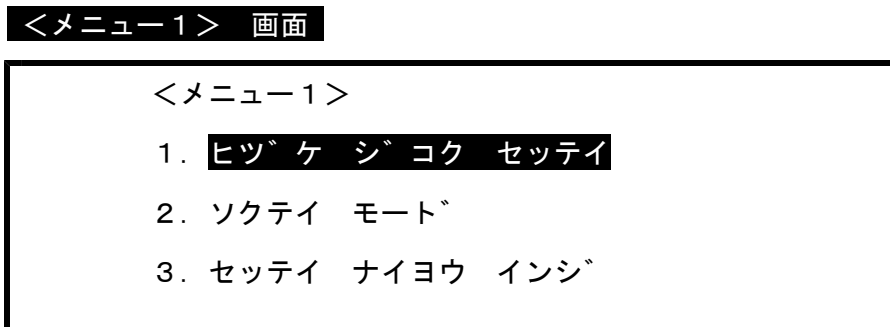 ＜メニュー１＞　画面
＜メニュー１＞
１．ヒツ゛ケ　シ゛コク　セッテイ
２．ソクテイ　モート゛
３．セッテイ　ナイヨウ　インシ゛